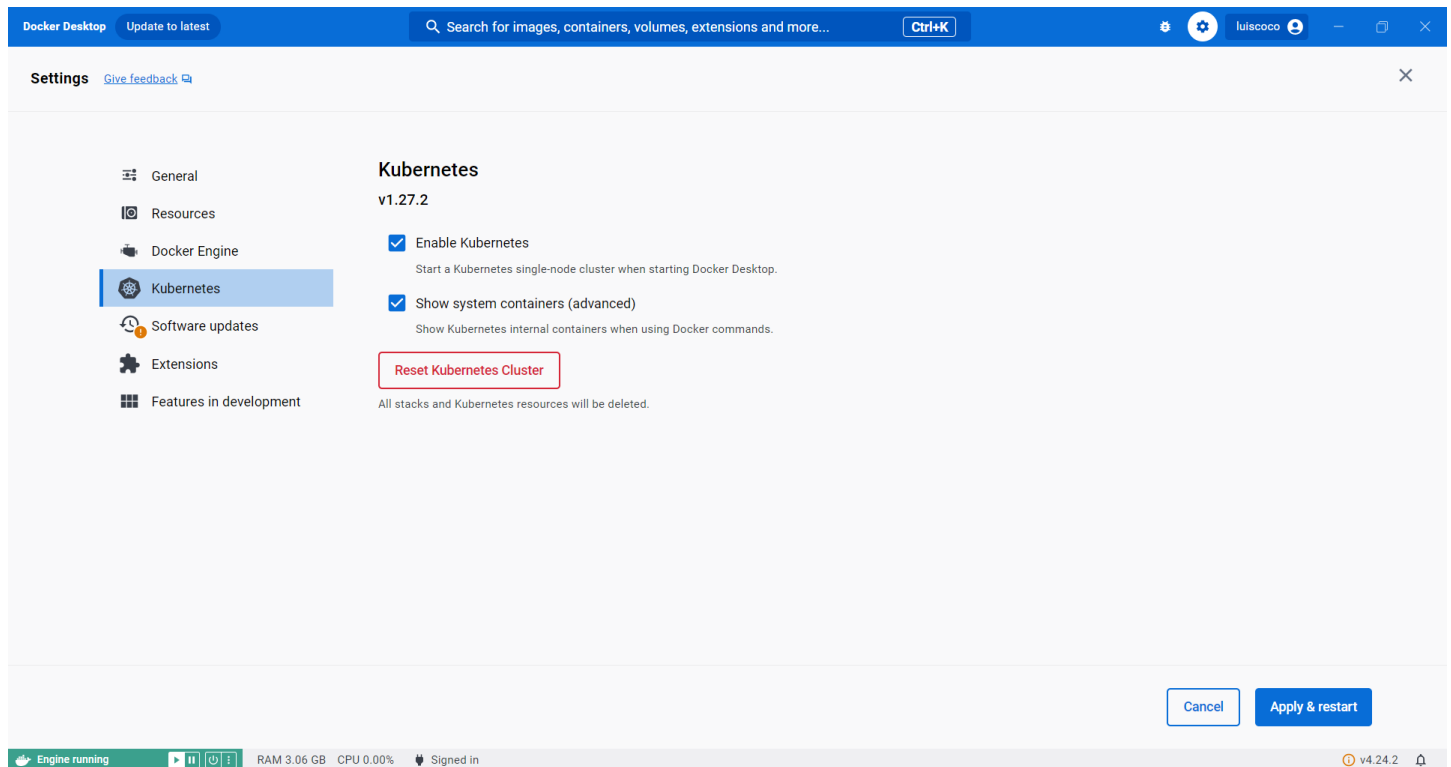 Docker Desktop Update to latest Search for images, containers, volumes, extensions and more... Ctrl+K luiscoco
Settings Give feedback
General
Resources
Docker Engine
Kubernetes
Software updates
Extensions
Features in development
Kubernetes
v1.27.2
Enable Kubernetes
Start a Kubernetes single-node cluster when starting Docker Desktop.
Show system containers (advanced)
Show Kubernetes internal containers when using Docker commands.
Reset Kubernetes Cluster
All stacks and Kubernetes resources will be deleted.
Cancel Apply & restart
Engine running RAM 3.06 GB CPU 0.00% Signed in v4.24.2